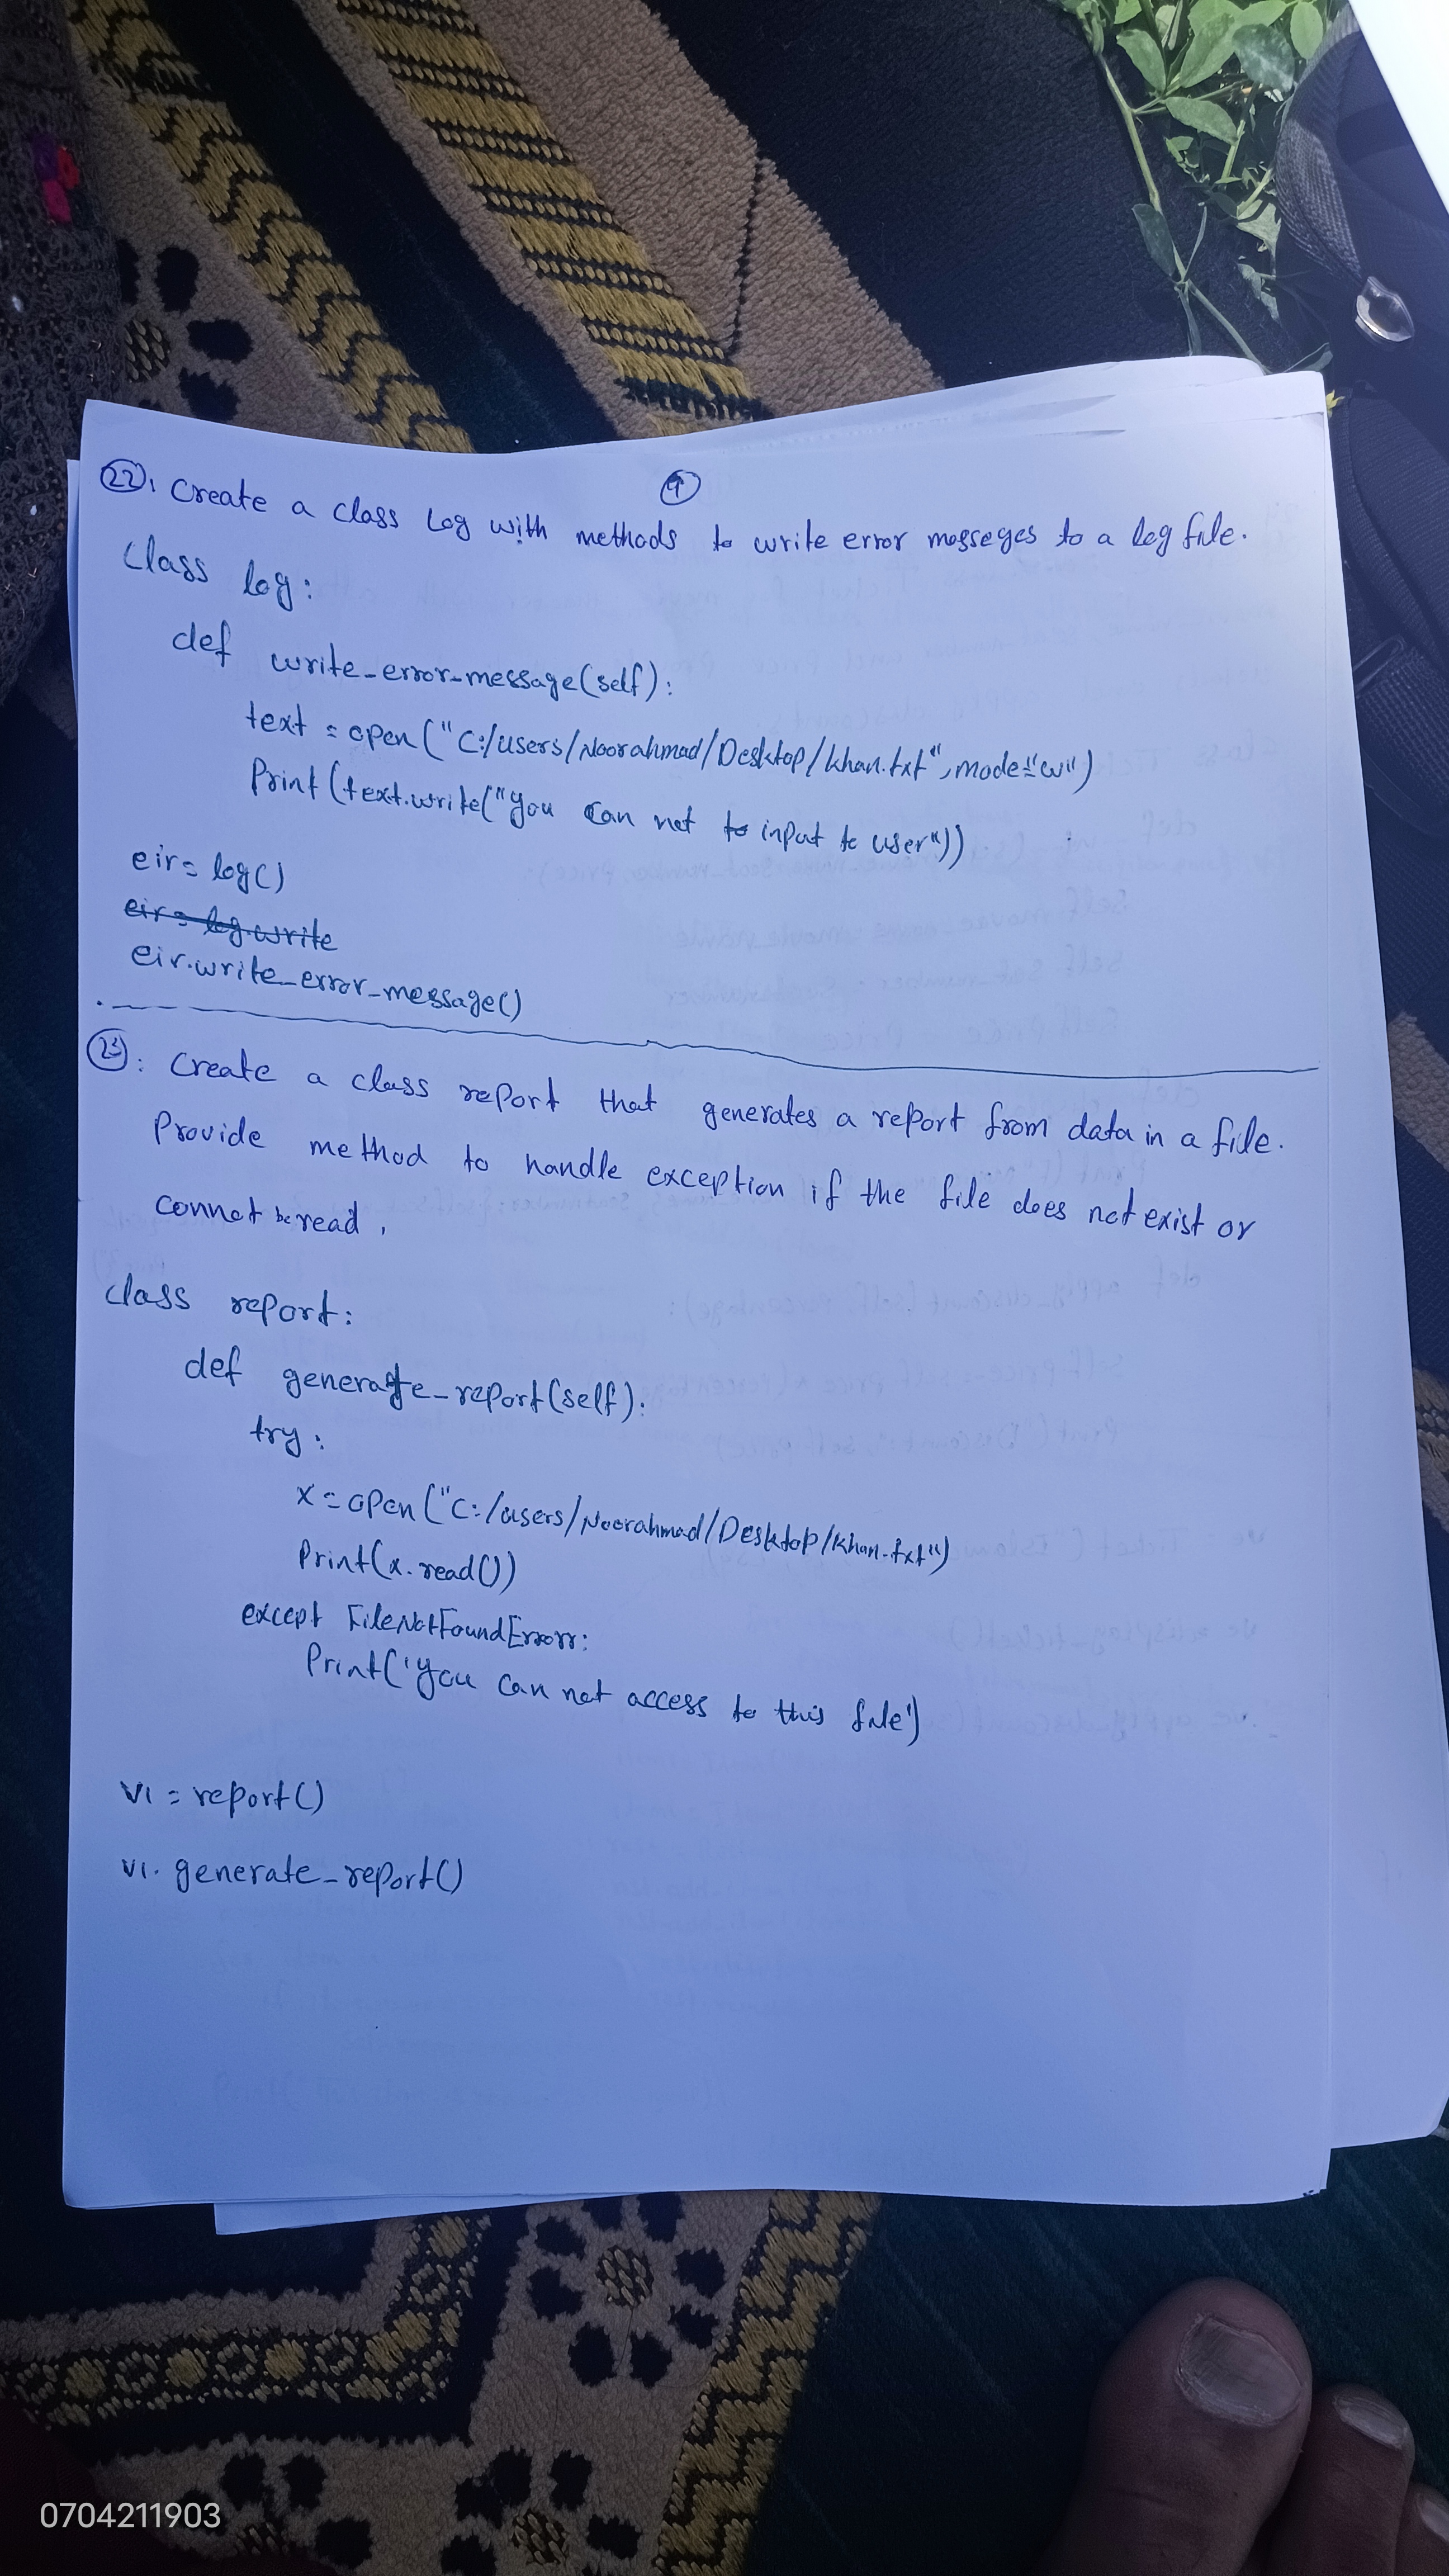 22. Create a class Log with methods to write error messeges to a log file.
9
class log:
def write_error-message(self):
text = open("C:/users/Noorahmad/Desktop/khan.txt", mode="w")
Print(text.write("you can not to input to user"))
eir= log()
eir= log.write
eir.write_error_message()
23: Create a class report that generates a report from data in a file.
Provide method to handle exception if the file does not exist or
connot be read,
class report:
def generate_report(self):
try:
x=open("C:/users/Noorahmad/Desktop/khan.txt")
Print(x.read())
except FileNotFoundError:
Print('you can not access to this file')
v1 = report()
v1. generate_report()
0704211903